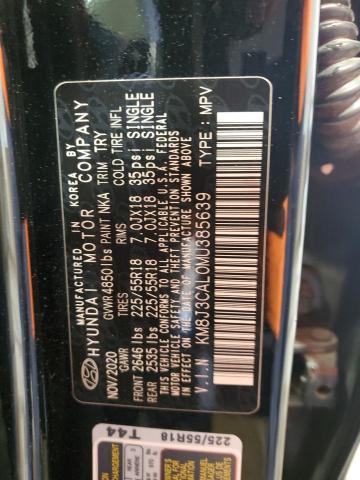 MANUFACTURED IN KOREA BY
HYUNDAI MOTOR COMPANY
NOV/2020 GVWR 4850 lbs PAINT NKA TRIM TRY
GAWR TIRES RMS COLD TIRE INFL
FRONT 2646 lbs 225/55R18 7.0JX18 35psi SINGLE
REAR 2535 lbs 225/55R18 7.0JX18 35psi SINGLE
THIS VEHICLE CONFORMS TO ALL APPLICABLE U.S.A. FEDERAL MOTOR
VEHICLE SAFETY AND THEFT PREVENTION STANDARDS
IN EFFECT ON THE DATE OF MANUFACTURE SHOWN ABOVE
V.I.N : KM8J3CAL0MU385639
TYPE : MPV
T44
225/55R18
REAR